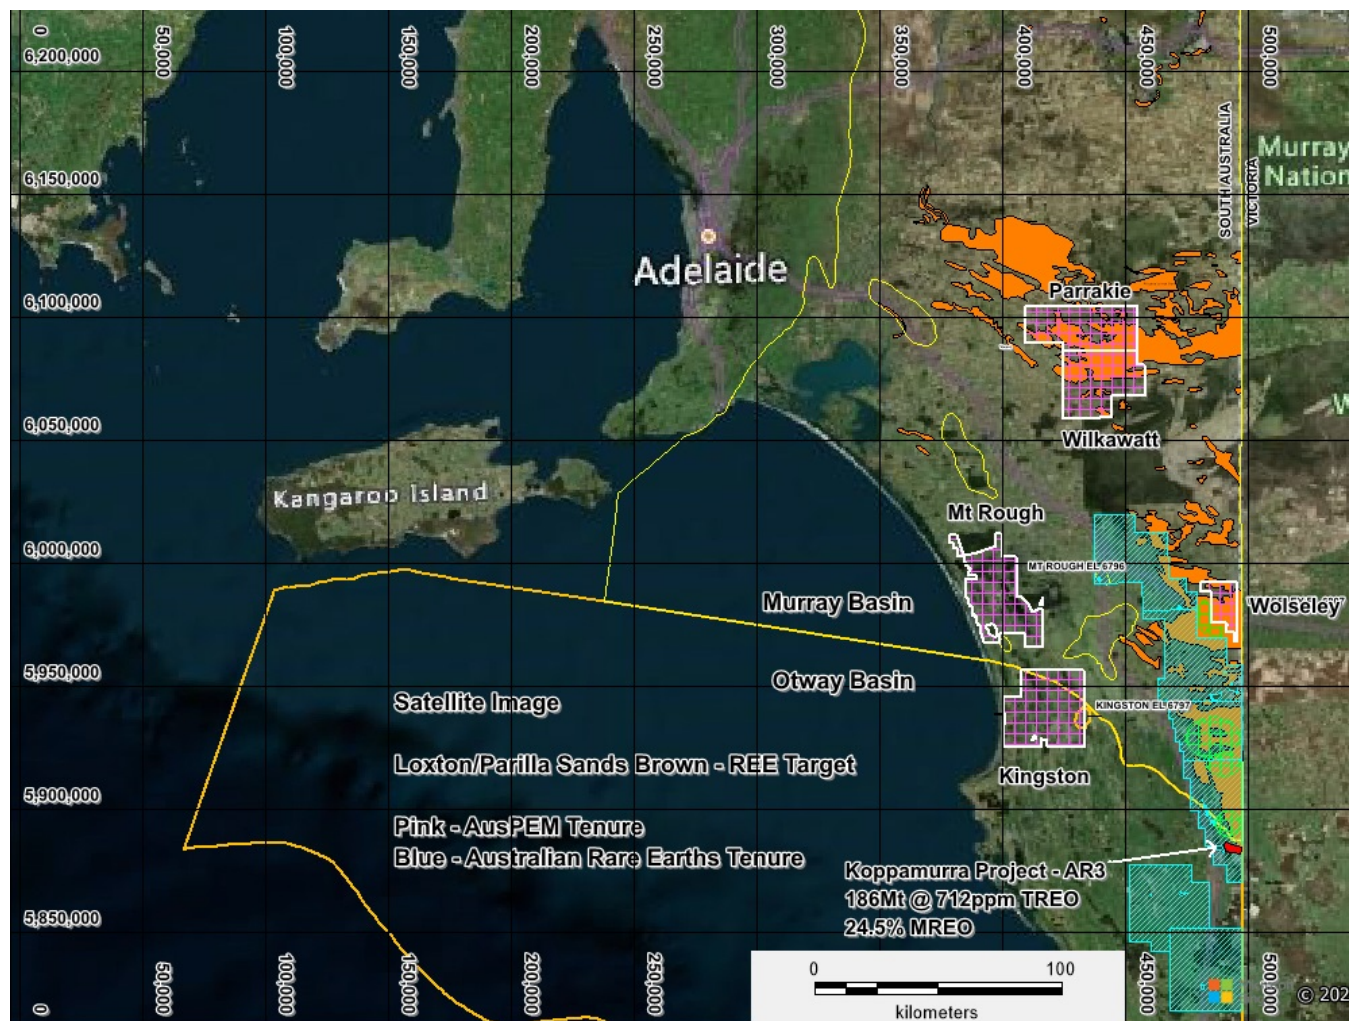 0
50,000
100,000
150,000
200,000
250,000
300,000
350,000
400,000
450,000
500,000
6,200,000
SOUTH AUSTRALIA
VICTORIA
Murray
Nation
6,150,000
Adelaide
6,100,000
Parrakie
W
6,050,000
Wilkawatt
Kangaroo Island
Mt Rough
6,000,000
MT ROUGH EL 6796
Murray Basin
Wolseley
5,950,000
Otway Basin
Satellite Image
KINGSTON EL 6797
Loxton/Parilla Sands Brown - REE Target
Kingston
5,900,000
Pink - AusPEM Tenure
Blue - Australian Rare Earths Tenure
Koppamurra Project - AR3
186Mt @ 712ppm TREO
24.5% MREO
5,850,000
0 100
kilometers
0
50,000
100,000
150,000
200,000
250,000
450,000
500,000
© 202